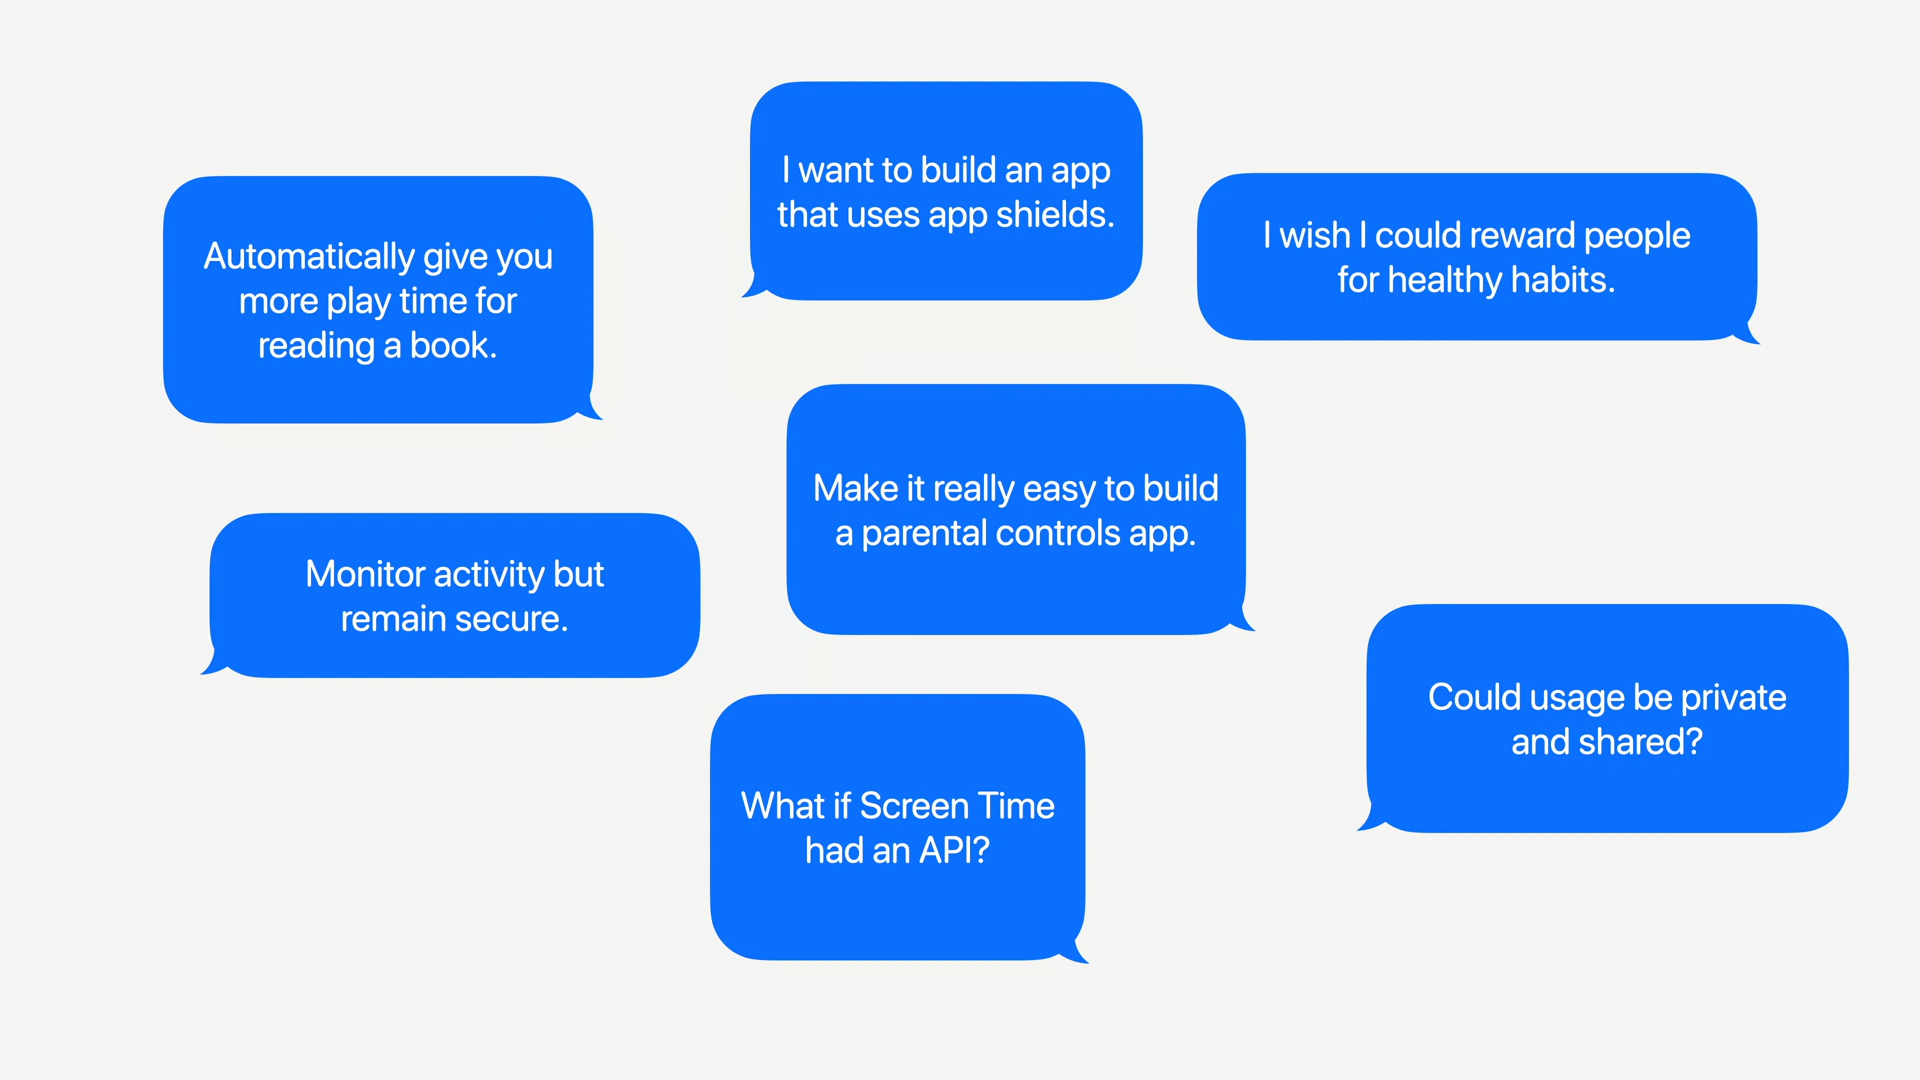 I want to build an app
that uses app shields.
Automatically give you
more play time for
reading a book.
I wish I could reward people
for healthy habits.
Make it really easy to build
a parental controls app.
Monitor activity but
remain secure.
Could usage be private
and shared?
What if Screen Time
had an API?